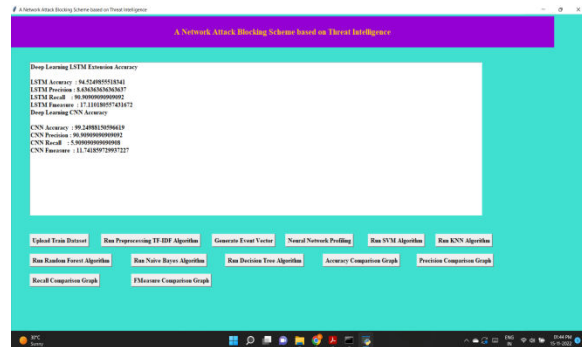 A Network Attack Blocking Scheme based on Threat Intelligence
A Network Attack Blocking Scheme based on Threat Intelligence
Deep Learning LSTM Extension Accuracy
LSTM Accuracy : 94.5249855518341
LSTM Precision : 8.636363636363637
LSTM Recall : 90.90909090909092
LSTM Fmeasure : 17.110180557431672
Deep Learning CNN Accuracy
CNN Accuracy : 99.24988150596619
CNN Precision : 90.90909090909092
CNN Recall : 5.909090909090908
CNN Fmeasure : 11.741859729937227
Upload Train Dataset Run Preprocessing TF-IDF Algorithm Generate Event Vector Neural Network Profiling Run SVM Algorithm Run KNN Algorithm
Run Random Forest Algorithm Run Naive Bayes Algorithm Run Decision Tree Algorithm Accuracy Comparison Graph Precision Comparison Graph
Recall Comparison Graph FMeasure Comparison Graph
30°C ENG 01:44 PM
Sunny IN 15-11-2022